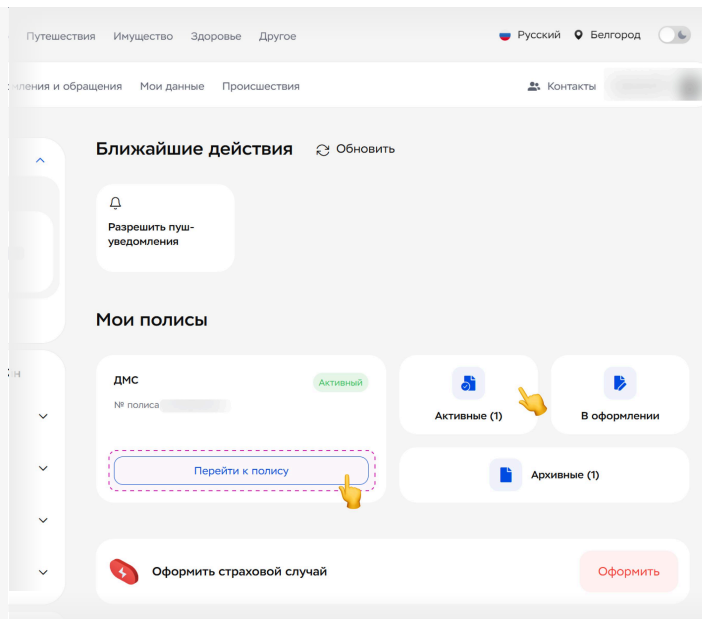 Путешествия Имущество Здоровье Другое Русский Белгород
мления и обращения Мои данные Происшествия Контакты
Ближайшие действия Обновить
Разрешить пуш-
уведомления
Мои полисы
ДМС Активный
№ полиса
Активные (1) В оформлении
Перейти к полису
Архивные (1)
Оформить страховой случай Оформить